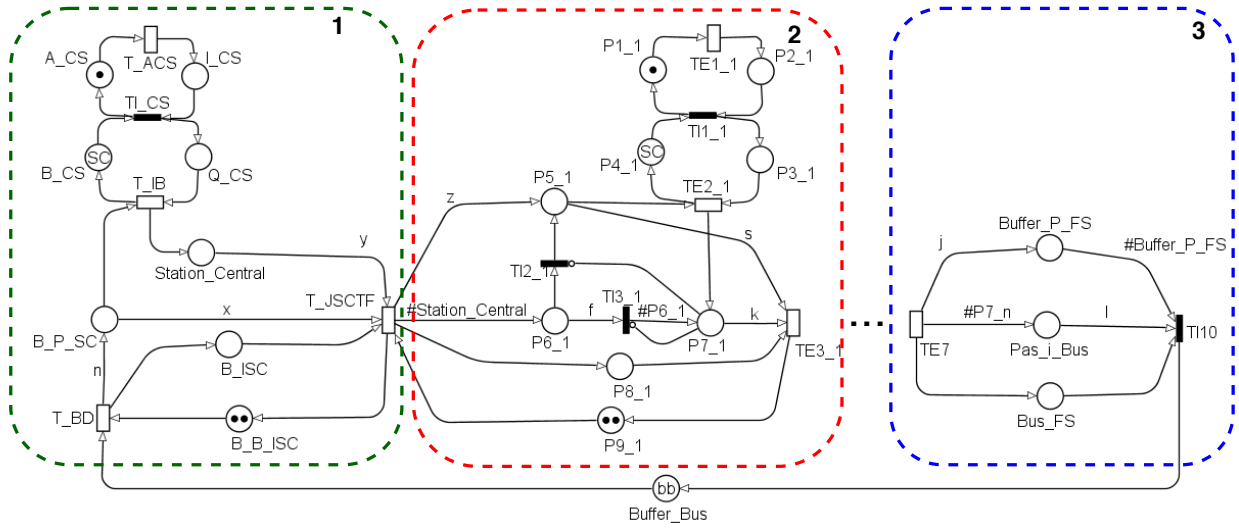 1
A_CS
T_ACS
I_CS
TI_CS
SC
B_CS
Q_CS
T_IB
y
Station_Central
T_JSCTF
x
B_P_SC
B_ISC
n
T_BD
B_B_ISC
2
P1_1
TE1_1
P2_1
TI1_1
SC
P4_1
P3_1
P5_1
TE2_1
z
s
TI2_1
TI3_1
#Station_Central
f
#P6_1
k
P6_1
P7_1
TE3_1
P8_1
P9_1
...
3
Buffer_P_FS
j
#Buffer_P_FS
#P7_n
l
TE7
Pas_i_Bus
TI10
Bus_FS
bb
Buffer_Bus